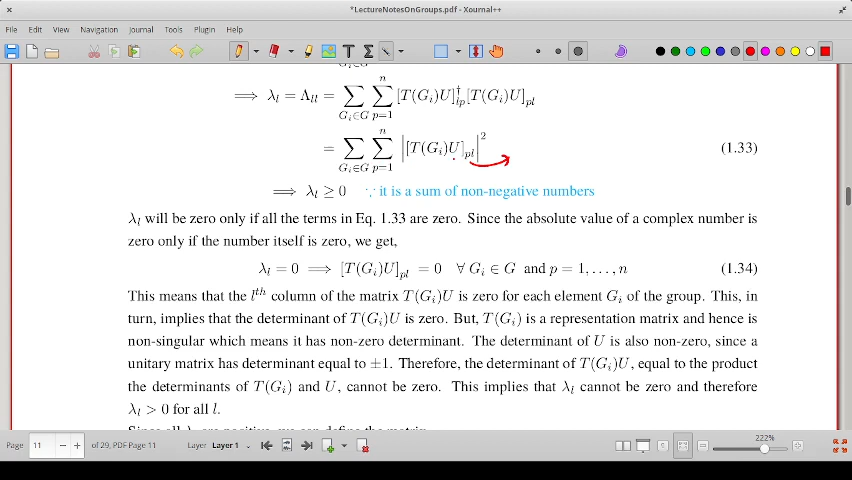 *LectureNotesOnGroups.pdf - Xournal++
File Edit View Navigation Journal Tools Plugin Help
G_i∈G
⟹ λ_l = Λ_ll = ∑_{G_i∈G} ∑_{p=1}^{n} [T(G_i)U]^†_{lp} [T(G_i)U]_{pl}
= ∑_{G_i∈G} ∑_{p=1}^{n} |[T(G_i)U]_{pl}|^2 (1.33)
⟹ λ_l ≥ 0 ∵ it is a sum of non-negative numbers
λ_l will be zero only if all the terms in Eq. 1.33 are zero. Since the absolute value of a complex number is
zero only if the number itself is zero, we get,
λ_l = 0 ⟹ [T(G_i)U]_{pl} = 0 ∀ G_i ∈ G and p = 1, . . . , n (1.34)
This means that the l^{th} column of the matrix T(G_i)U is zero for each element G_i of the group. This, in
turn, implies that the determinant of T(G_i)U is zero. But, T(G_i) is a representation matrix and hence is
non-singular which means it has non-zero determinant. The determinant of U is also non-zero, since a
unitary matrix has determinant equal to ±1. Therefore, the determinant of T(G_i)U, equal to the product
the determinants of T(G_i) and U, cannot be zero. This implies that λ_l cannot be zero and therefore
λ_l > 0 for all l.
Page 11 of 29, PDF Page 11 Layer Layer 1 222%